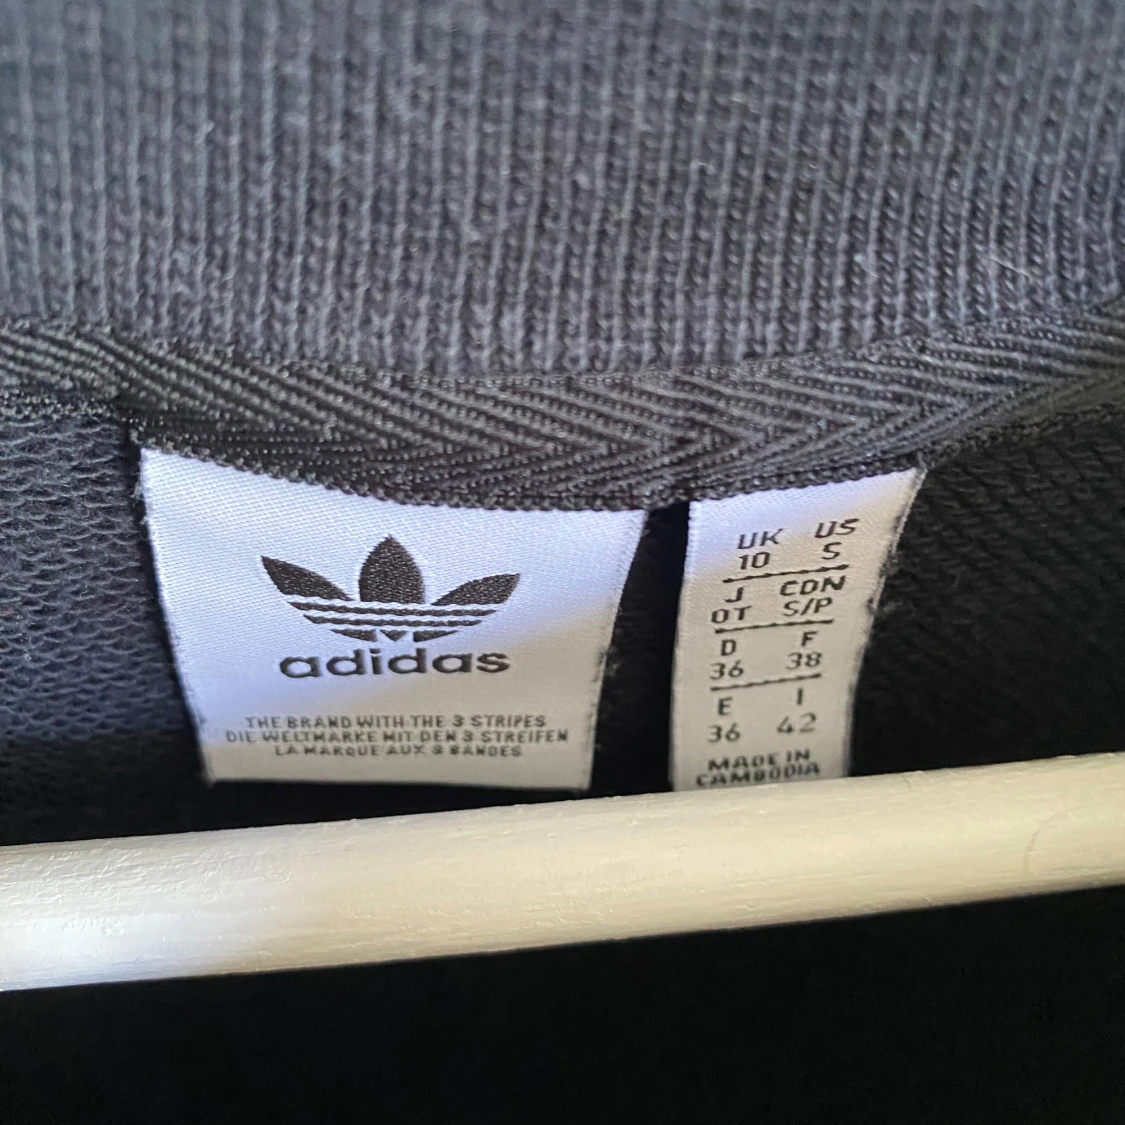 adidas
THE BRAND WITH THE 3 STRIPES
DIE WELTMARKE MIT DEN 3 STREIFEN
LA MARQUE AUX 3 BANDES
UK US
10 S
J CDN
OT S/P
D F
36 38
E I
36 42
MADE IN
CAMBODIA